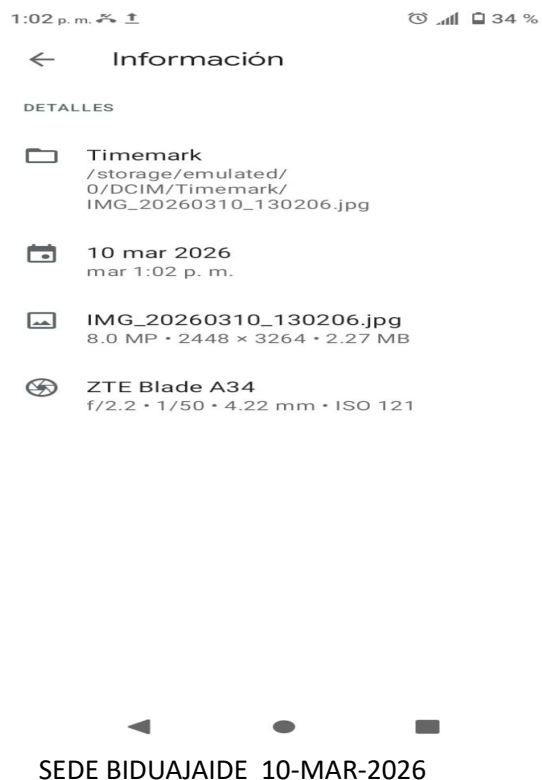 1:02 p. m. 34 %
Información
DETALLES
Timemark
/storage/emulated/
0/DCIM/Timemark/
IMG_20260310_130206.jpg
10 mar 2026
mar 1:02 p. m.
IMG_20260310_130206.jpg
8.0 MP • 2448 × 3264 • 2.27 MB
ZTE Blade A34
f/2.2 • 1/50 • 4.22 mm • ISO 121
SEDE BIDUAJAIDE 10-MAR-2026